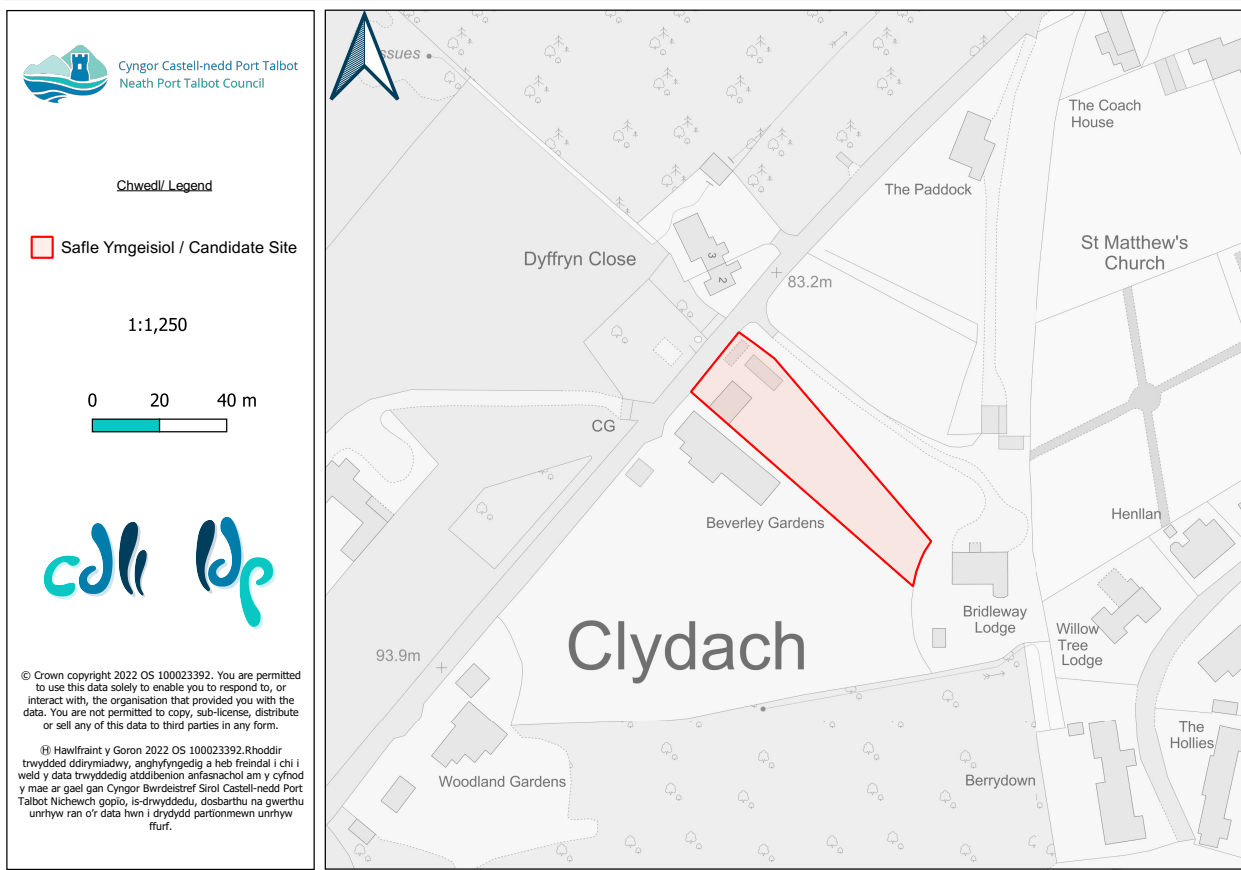 Cyngor Castell-nedd Port Talbot
Neath Port Talbot Council
Chwedl/ Legend
Safle Ymgeisiol / Candidate Site
1:1,250
0 20 40 m
cdll ldp
© Crown copyright 2022 OS 100023392. You are permitted
to use this data solely to enable you to respond to, or
interact with, the organisation that provided you with the
data. You are not permitted to copy, sub-license, distribute
or sell any of this data to third parties in any form.
Ⓗ Hawlfraint y Goron 2022 OS 100023392.Rhoddir
trwydded ddirymiadwy, anghyfyngedig a heb freindal i chi i
weld y data trwyddedig atddibenion anfasnachol am y cyfnod
y mae ar gael gan Cyngor Bwrdeistref Sirol Castell-nedd Port
Talbot Nichewch gopïo, is-drwyddedu, dosbarthu na gwerthu
unrhyw ran o'r data hwn i drydydd partïonmewn unrhyw
ffurf.
ssues
The Coach
House
The Paddock
St Matthew's
Church
Dyffryn Close
3
2
83.2m
CG
Beverley Gardens
Henllan
Bridleway
Lodge
Willow
Tree
Lodge
Clydach
93.9m
The
Hollies
Woodland Gardens
Berrydown